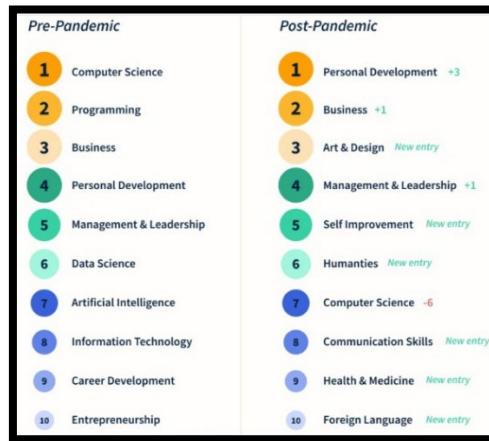 Pre-Pandemic
1 Computer Science
2 Programming
3 Business
4 Personal Development
5 Management & Leadership
6 Data Science
7 Artificial Intelligence
8 Information Technology
9 Career Development
10 Entrepreneurship
Post-Pandemic
1 Personal Development +3
2 Business +1
3 Art & Design New entry
4 Management & Leadership +1
5 Self Improvement New entry
6 Humanties New entry
7 Computer Science -6
8 Communication Skills New entry
9 Health & Medicine New entry
10 Foreign Language New entry